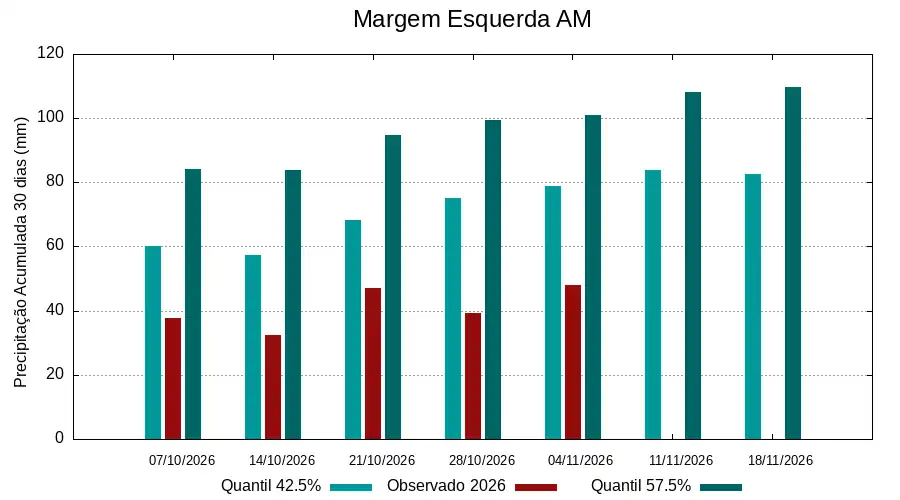 Margem Esquerda AM
Precipitação Acumulada 30 dias (mm)
120
100
80
60
40
20
0
07/10/2026 14/10/2026 21/10/2026 28/10/2026 04/11/2026 11/11/2026 18/11/2026
Quantil 42.5% Observado 2026 Quantil 57.5%